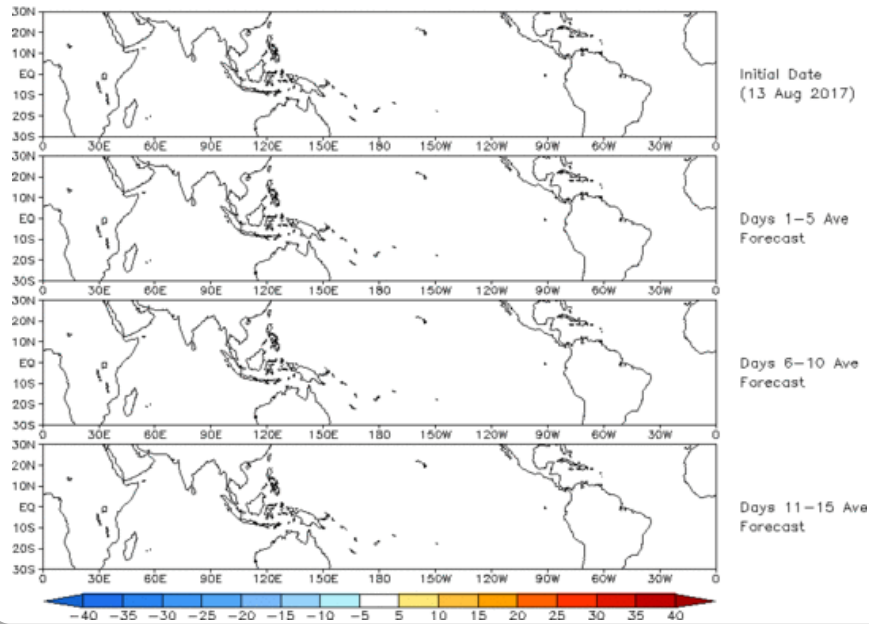 30N
20N
10N
EQ
10S
20S
30S
0 30E 60E 90E 120E 150E 180 150W 120W 90W 60W 30W 0
Initial Date
(13 Aug 2017)
30N
20N
10N
EQ
10S
20S
30S
0 30E 60E 90E 120E 150E 180 150W 120W 90W 60W 30W 0
Days 1-5 Ave
Forecast
30N
20N
10N
EQ
10S
20S
30S
0 30E 60E 90E 120E 150E 180 150W 120W 90W 60W 30W 0
Days 6-10 Ave
Forecast
30N
20N
10N
EQ
10S
20S
30S
0 30E 60E 90E 120E 150E 180 150W 120W 90W 60W 30W 0
Days 11-15 Ave
Forecast
-40 -35 -30 -25 -20 -15 -10 -5 5 10 15 20 25 30 35 40